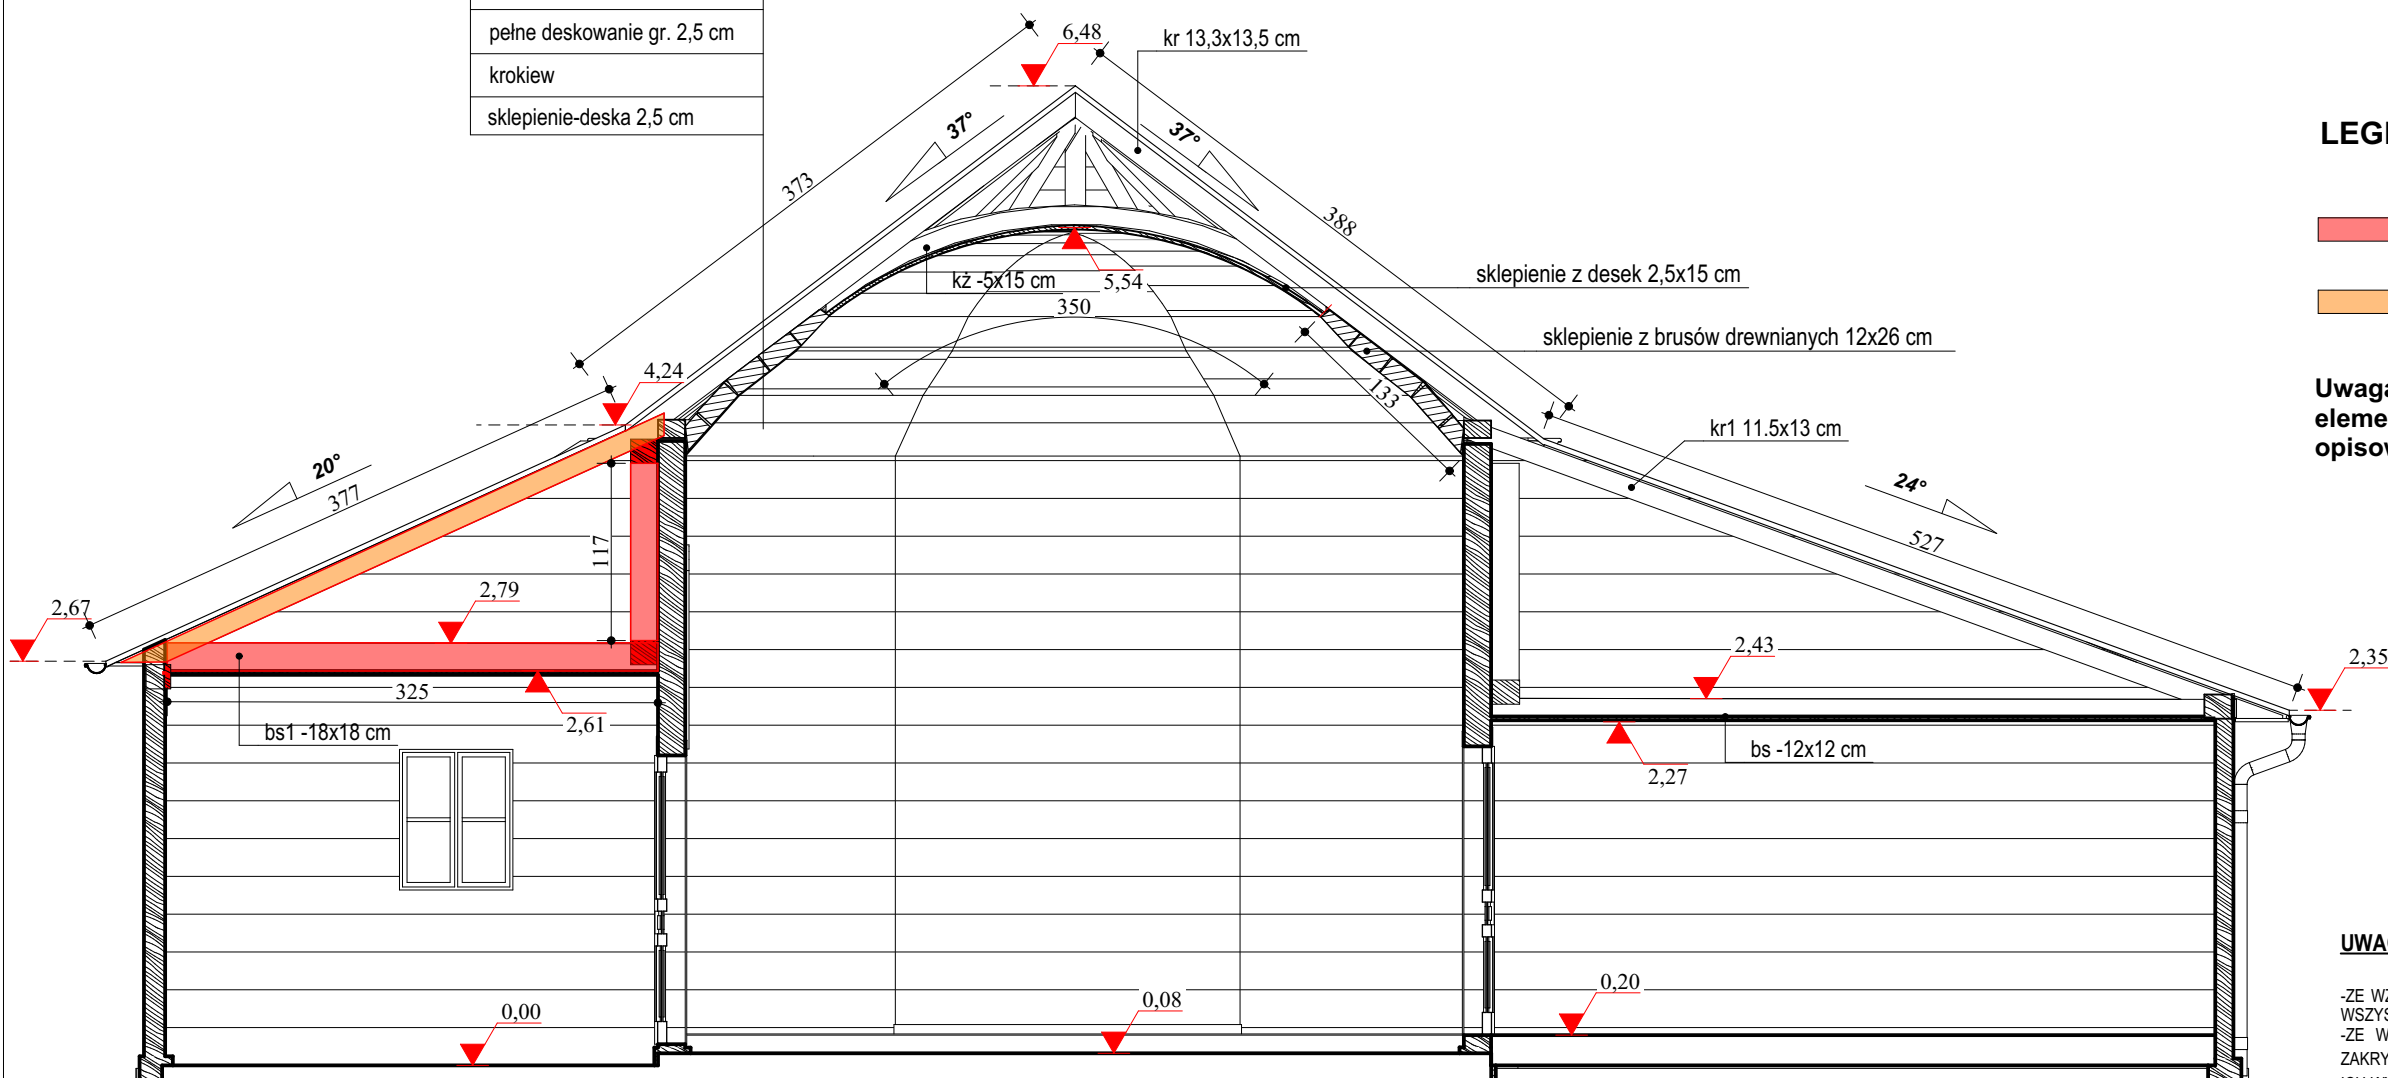 pełne deskowanie gr. 2,5 cm
krokiew
sklepienie-deska 2,5 cm
6,48
kr 13,3x13,5 cm
37°
37°
373
388
kż -5x15 cm
5,54
350
sklepienie z desek 2,5x15 cm
sklepienie z brusów drewnianych 12x26 cm
133
4,24
kr1 11.5x13 cm
20°
377
24°
527
117
2,79
2,67
2,43
2,35
325
2,61
bs1 -18x18 cm
bs -12x12 cm
2,27
0,00
0,08
0,20
LEG
Uwaga
eleme
opisov
UWA
-ZE WZ
WSZYS
-ZE W
ZAKRY